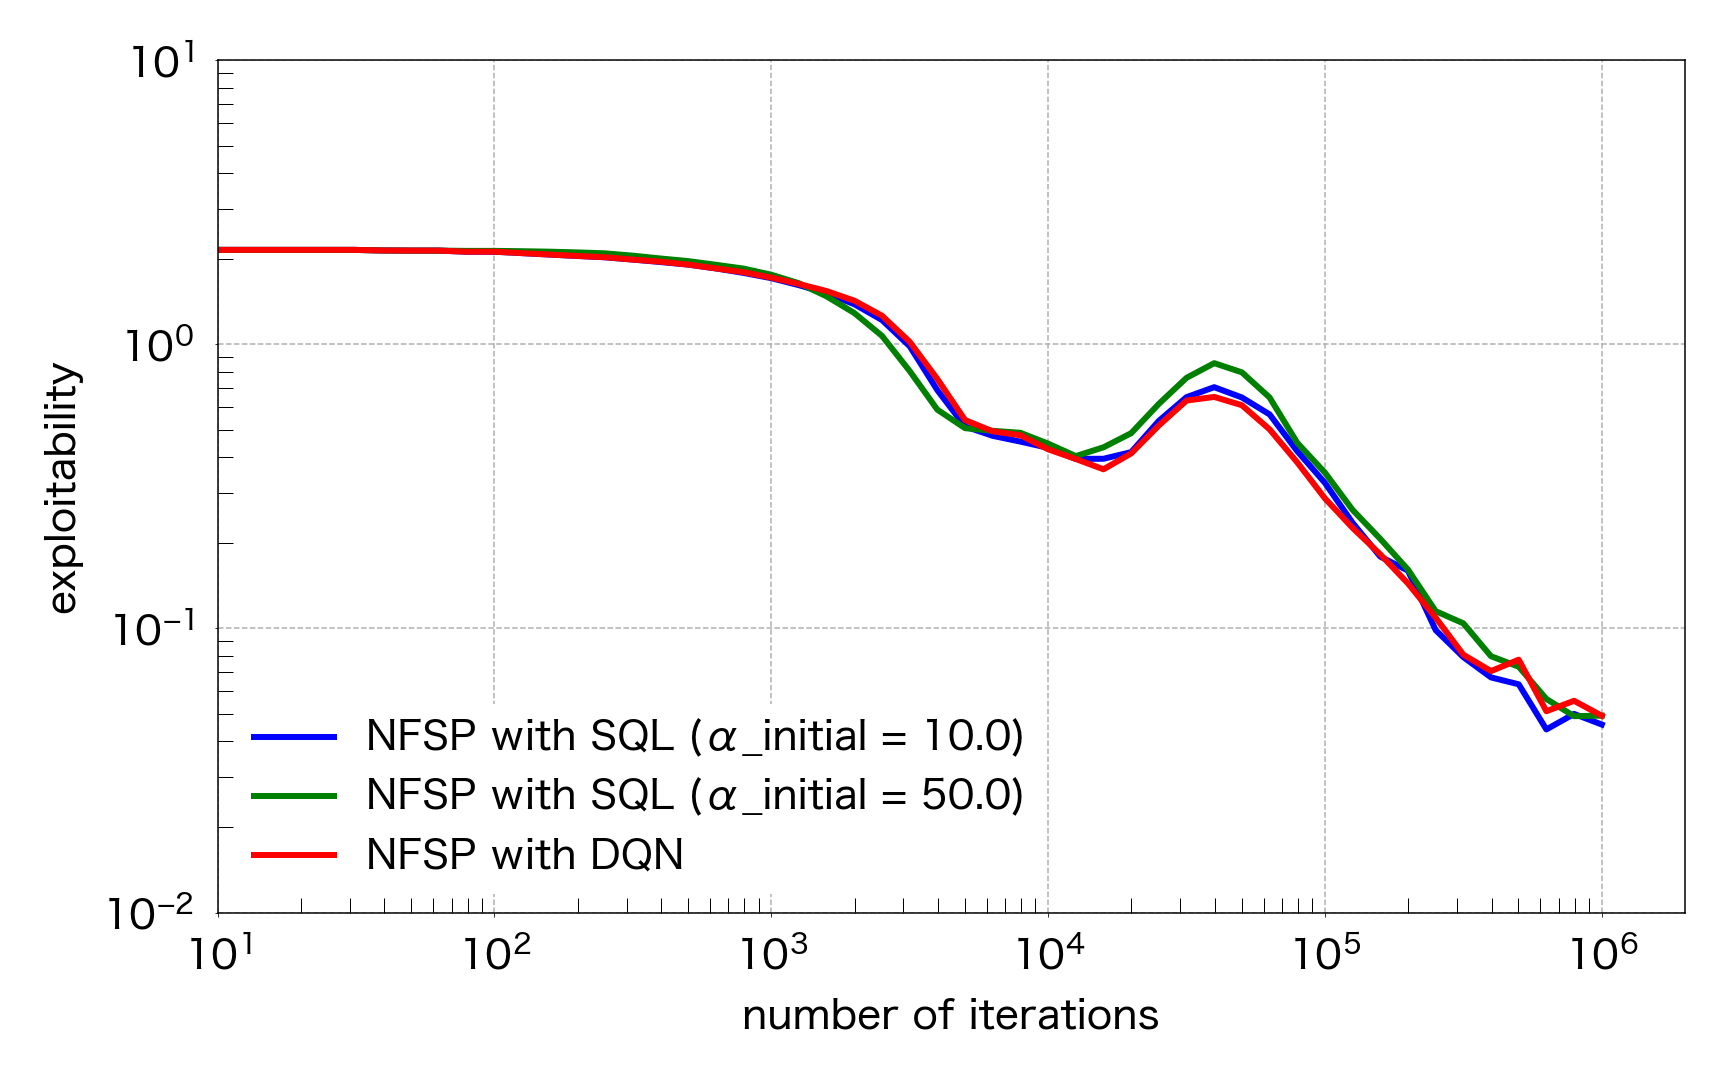 10¹
10⁰
10⁻¹
10⁻²
exploitability
NFSP with SQL (α_initial = 10.0)
NFSP with SQL (α_initial = 50.0)
NFSP with DQN
10¹ 10² 10³ 10⁴ 10⁵ 10⁶
number of iterations